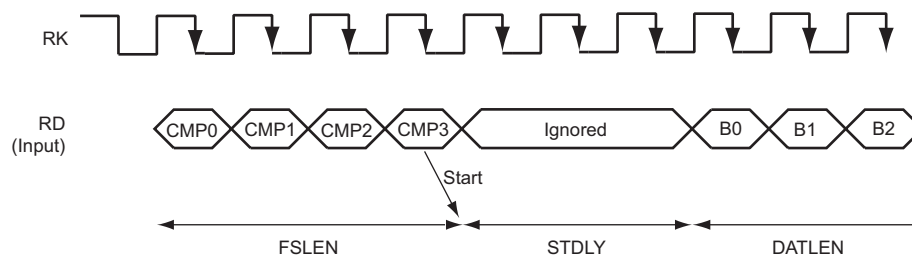 RK
RD
(Input)
CMP0 CMP1 CMP2 CMP3 Ignored B0 B1 B2
Start
FSLEN STDLY DATLEN